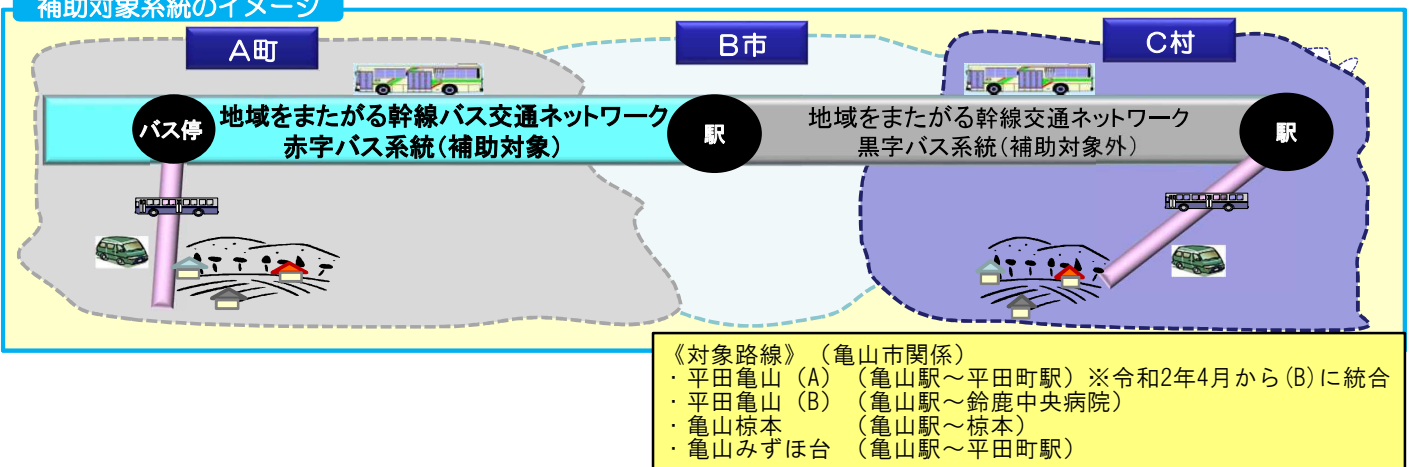 補助対象系統のイメージ
A町
B市
C村
バス停
地域をまたがる幹線バス交通ネットワーク
赤字バス系統(補助対象)
駅
地域をまたがる幹線交通ネットワーク
黒字バス系統(補助対象外)
駅
《対象路線》（亀山市関係）
・平田亀山（A）（亀山駅～平田町駅）※令和2年4月から(B)に統合
・平田亀山（B）（亀山駅～鈴鹿中央病院）
・亀山椋本　　　（亀山駅～椋本）
・亀山みずほ台　（亀山駅～平田町駅）